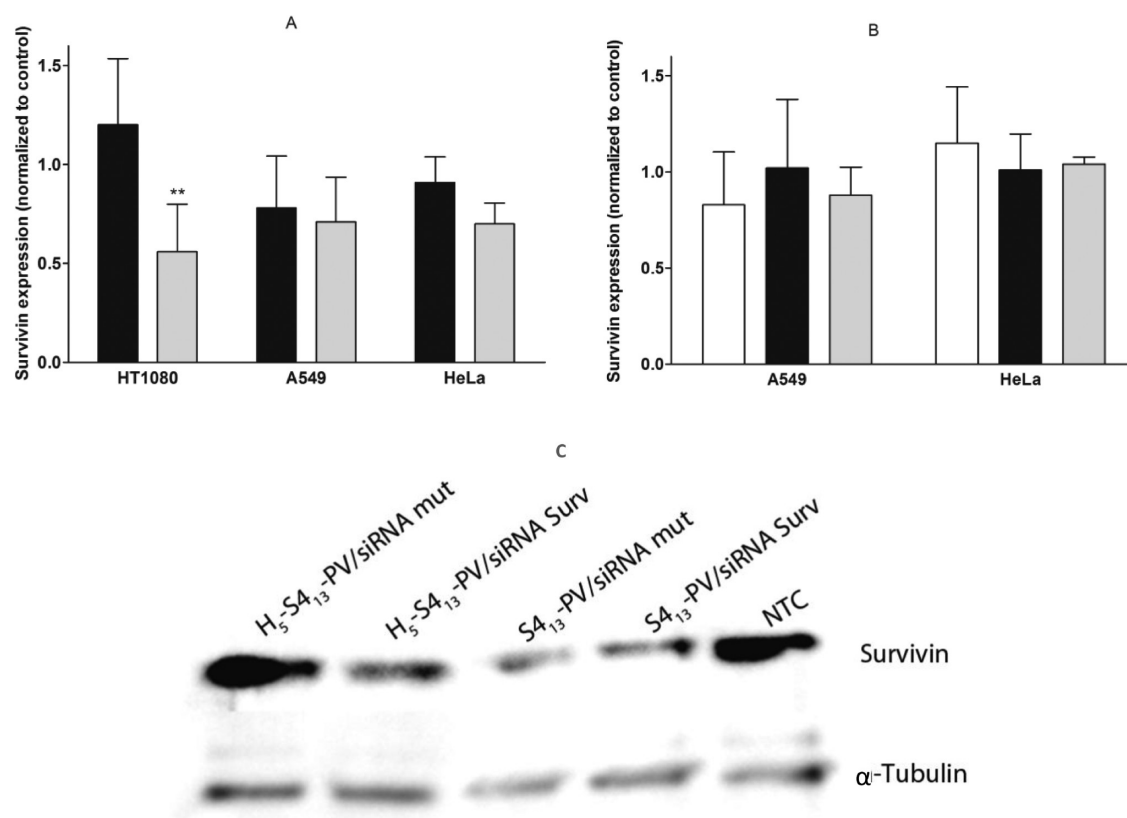 A
Survivin expression (normalized to control)
1.5
1.0
0.5
0.0
**
HT1080 A549 HeLa
B
Survivin expression (normalized to control)
1.5
1.0
0.5
0.0
A549 HeLa
C
H₅-S4₁₃-PV/siRNA mut
H₅-S4₁₃-PV/siRNA Surv
S4₁₃-PV/siRNA mut
S4₁₃-PV/siRNA Surv
NTC
Survivin
α-Tubulin